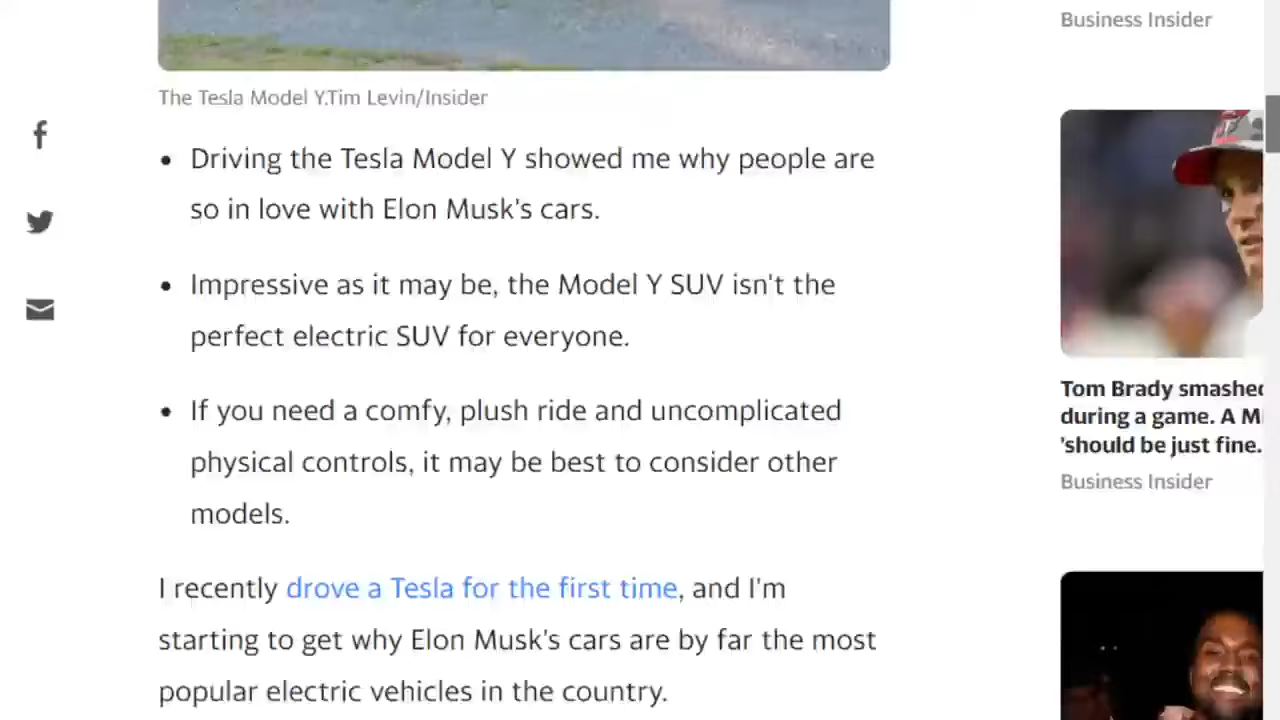 Business Insider
The Tesla Model Y.Tim Levin/Insider
• Driving the Tesla Model Y showed me why people are
so in love with Elon Musk's cars.
• Impressive as it may be, the Model Y SUV isn't the
perfect electric SUV for everyone.
• If you need a comfy, plush ride and uncomplicated
physical controls, it may be best to consider other
models.
I recently drove a Tesla for the first time, and I'm
starting to get why Elon Musk's cars are by far the most
popular electric vehicles in the country.
Tom Brady smashed
during a game. A M
'should be just fine.
Business Insider